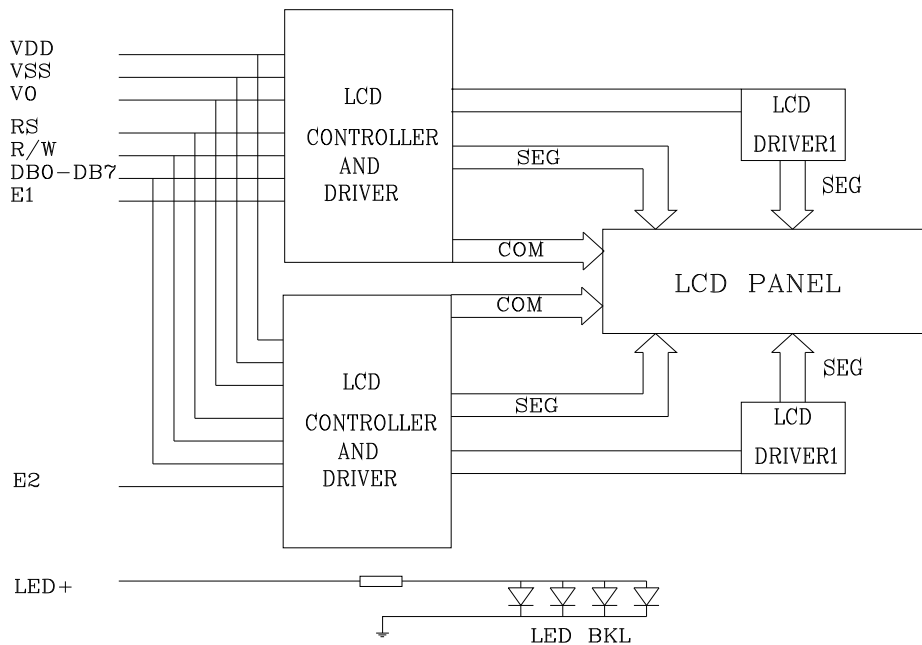 VDD
VSS
V0
RS
R/W
DB0-DB7
E1
LCD
CONTROLLER
AND
DRIVER
SEG
COM
LCD
DRIVER1
SEG
LCD PANEL
COM
LCD
CONTROLLER
AND
DRIVER
SEG
SEG
LCD
DRIVER1
E2
LED+
LED BKL